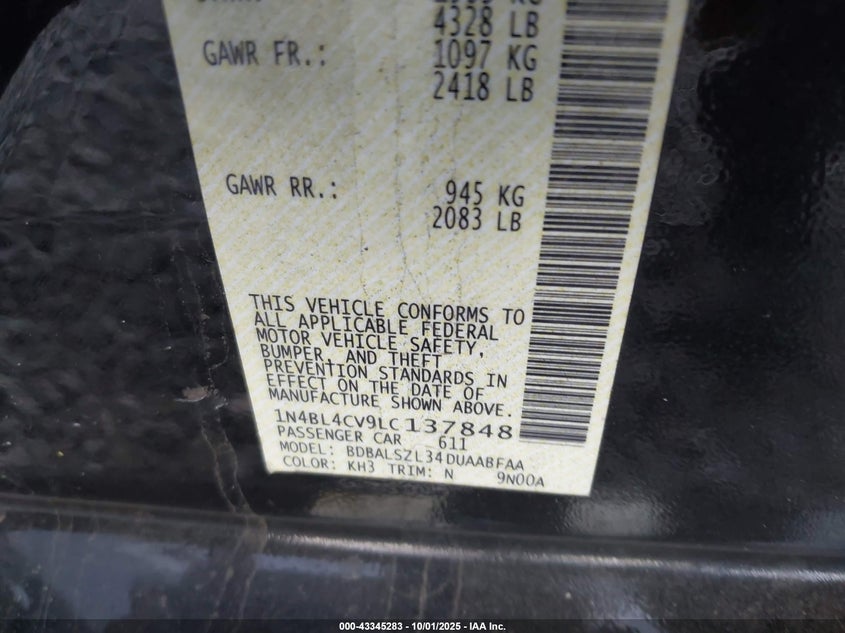 4328 LB
GAWR FR.: 1097 KG
2418 LB
GAWR RR.: 945 KG
2083 LB
THIS VEHICLE CONFORMS TO
ALL APPLICABLE FEDERAL
MOTOR VEHICLE SAFETY,
BUMPER, AND THEFT
PREVENTION STANDARDS IN
EFFECT ON THE DATE OF
MANUFACTURE SHOWN ABOVE.
1N4BL4CV9LC137848
PASSENGER CAR 611
MODEL: BDBALSZL34DUAABFAA
COLOR: KH3 TRIM: N 9N00A
000-43345283 - 10/01/2025 - IAA Inc.